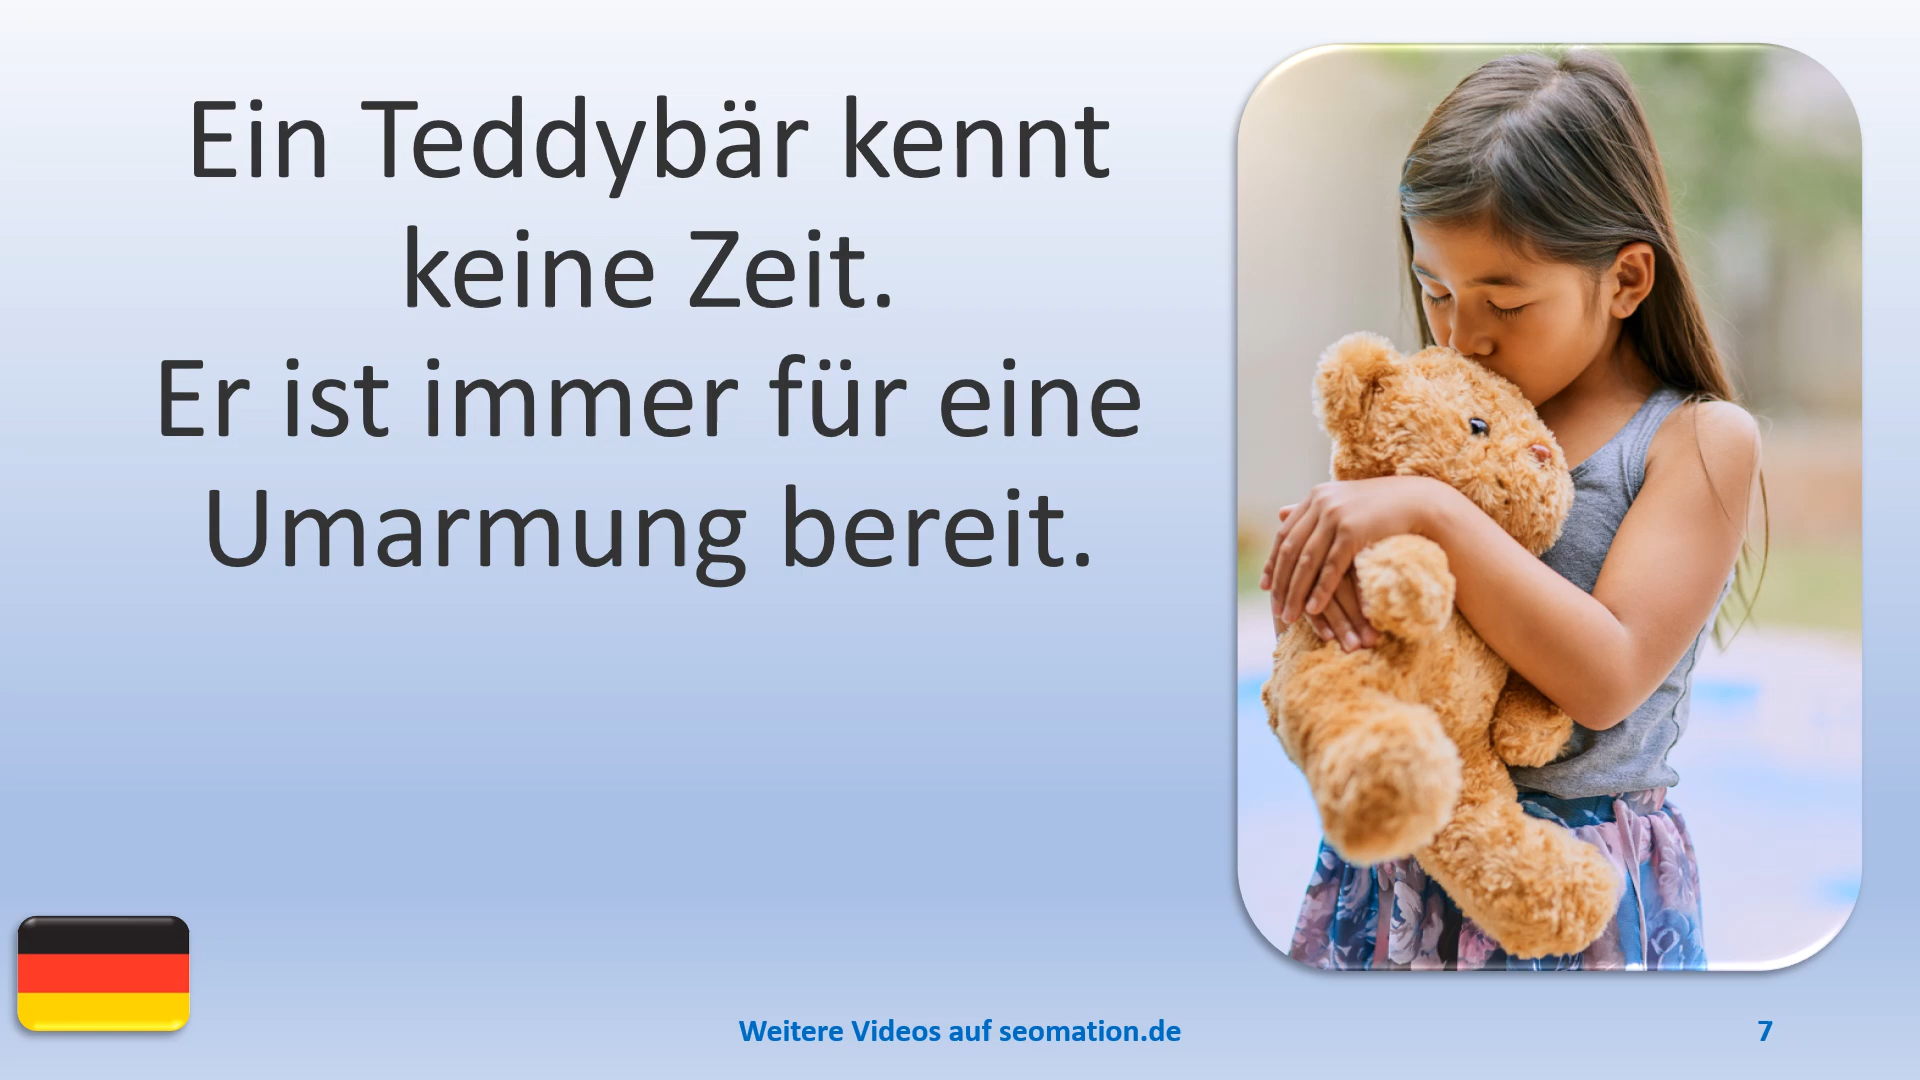 Ein Teddybär kennt
keine Zeit.
Er ist immer für eine
Umarmung bereit.
Weitere Videos auf seomation.de
7